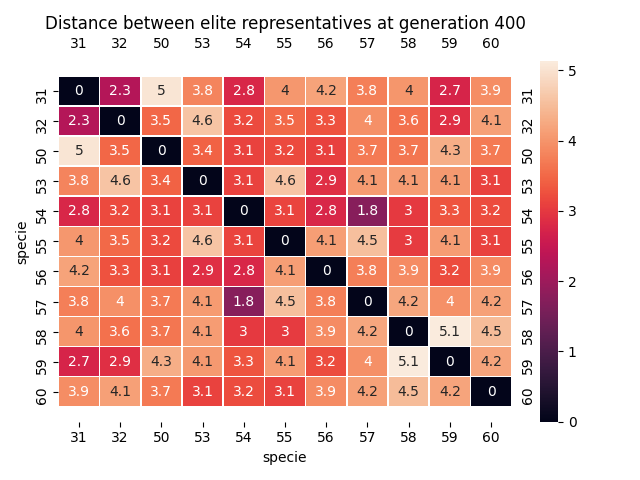 Distance between elite representatives at generation 400
31 32 50 53 54 55 56 57 58 59 60
31 0 2.3 5 3.8 2.8 4 4.2 3.8 4 2.7 3.9 31
32 2.3 0 3.5 4.6 3.2 3.5 3.3 4 3.6 2.9 4.1 32
50 5 3.5 0 3.4 3.1 3.2 3.1 3.7 3.7 4.3 3.7 50
53 3.8 4.6 3.4 0 3.1 4.6 2.9 4.1 4.1 4.1 3.1 53
54 2.8 3.2 3.1 3.1 0 3.1 2.8 1.8 3 3.3 3.2 54
55 4 3.5 3.2 4.6 3.1 0 4.1 4.5 3 4.1 3.1 55
56 4.2 3.3 3.1 2.9 2.8 4.1 0 3.8 3.9 3.2 3.9 56
57 3.8 4 3.7 4.1 1.8 4.5 3.8 0 4.2 4 4.2 57
58 4 3.6 3.7 4.1 3 3 3.9 4.2 0 5.1 4.5 58
59 2.7 2.9 4.3 4.1 3.3 4.1 3.2 4 5.1 0 4.2 59
60 3.9 4.1 3.7 3.1 3.2 3.1 3.9 4.2 4.5 4.2 0 60
31 32 50 53 54 55 56 57 58 59 60
specie
specie
5
4
3
2
1
0